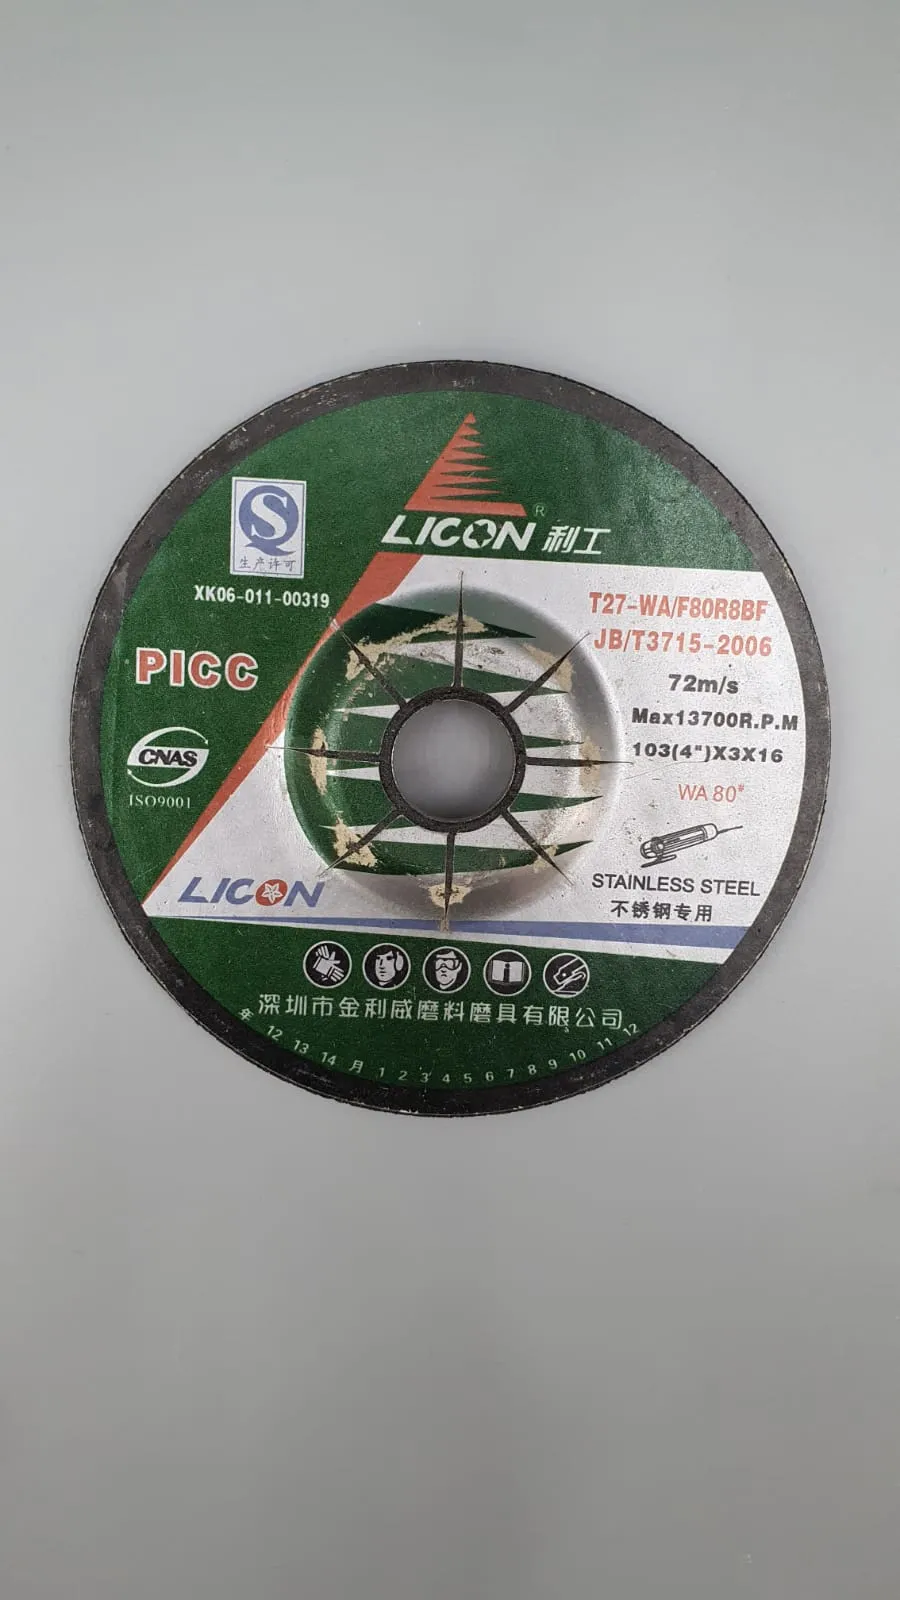 LICON® 利工
QS
生产许可
XK06-011-00319
PICC
CNAS
ISO9001
T27-WA/F80R8BF
JB/T3715-2006
72m/s
Max13700R.P.M
103(4")X3X16
WA 80#
STAINLESS STEEL
不锈钢专用
LICON
深圳市金利威磨料磨具有限公司
年 12 13 14 月 1 2 3 4 5 6 7 8 9 10 11 12